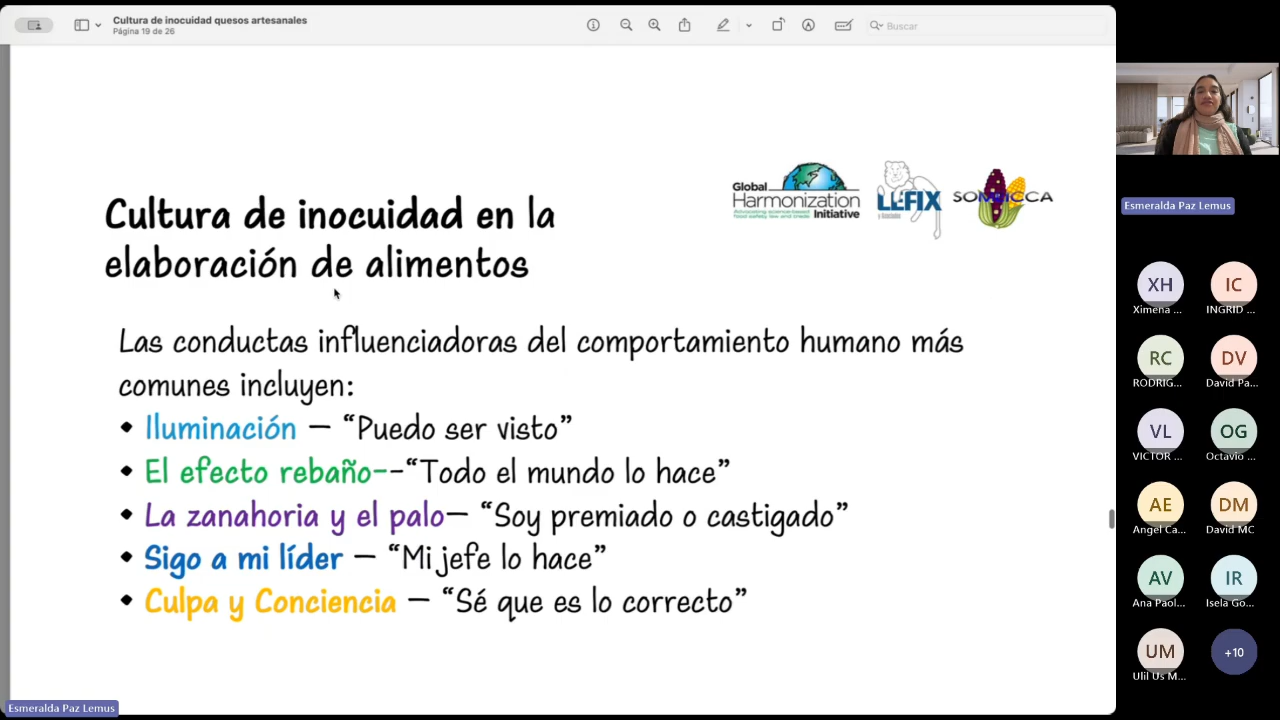 Cultura de inocuidad quesos artesanales
Página 19 de 26
Buscar
Global
Harmonization
Initiative
LEFIX
y Asociados
SOMEICCA
Cultura de inocuidad en la
elaboración de alimentos
Las conductas influenciadoras del comportamiento humano más
comunes incluyen:
• Iluminación – “Puedo ser visto”
• El efecto rebaño--“Todo el mundo lo hace”
• La zanahoria y el palo– “Soy premiado o castigado”
• Sigo a mi líder – “Mi jefe lo hace”
• Culpa y Conciencia – “Sé que es lo correcto”
Esmeralda Paz Lemus
Esmeralda Paz Lemus
XH
Ximena ...
IC
INGRID ...
RC
RODRIG...
DV
David Pa...
VL
VICTOR ...
OG
Octavio ...
AE
Angel Ca...
DM
David MC
AV
Ana Paol...
IR
Isela Go...
UM
Ulil Us M...
+10